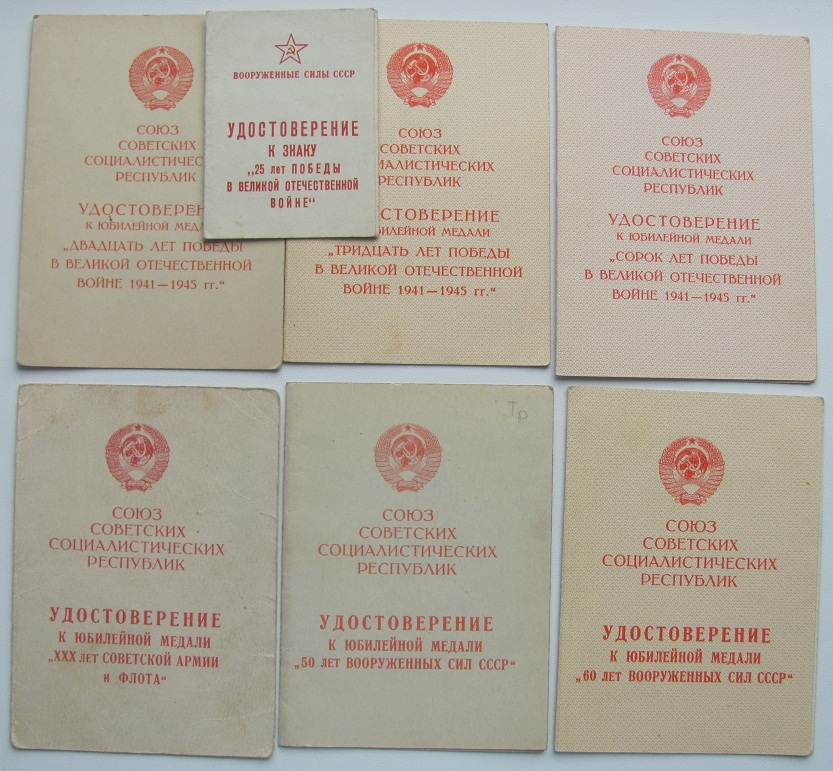 СОЮЗ
СОВЕТСКИХ
СОЦИАЛИСТИЧЕСК
РЕСПУБЛИК
УДОСТОВЕРЕН
К ЮБИЛЕЙНОЙ МЕДАЛ
„ДВАДЦАТЬ ЛЕТ ПОБЕДЫ
В ВЕЛИКОЙ ОТЕЧЕСТВЕННОЙ
ВОЙНЕ 1941—1945 гг.“
ВООРУЖЕННЫЕ СИЛЫ СССР
УДОСТОВЕРЕНИЕ
К ЗНАКУ
„25 лет ПОБЕДЫ
В ВЕЛИКОЙ ОТЕЧЕСТВЕННОЙ
ВОЙНЕ“
СОЮЗ
СОВЕТСКИХ
ИАЛИСТИЧЕСКИХ
РЕСПУБЛИК
УДОСТОВЕРЕНИЕ
БИЛЕЙНОЙ МЕДАЛИ
„ТРИДЦАТЬ ЛЕТ ПОБЕДЫ
В ВЕЛИКОЙ ОТЕЧЕСТВЕННОЙ
ВОЙНЕ 1941—1945 гг.“
СОЮЗ
СОВЕТСКИХ
СОЦИАЛИСТИЧЕСКИХ
РЕСПУБЛИК
УДОСТОВЕРЕНИЕ
К ЮБИЛЕЙНОЙ МЕДАЛИ
„СОРОК ЛЕТ ПОБЕДЫ
В ВЕЛИКОЙ ОТЕЧЕСТВЕННОЙ
ВОЙНЕ 1941—1945 гг.“
СОЮЗ
СОВЕТСКИХ
СОЦИАЛИСТИЧЕСКИХ
РЕСПУБЛИК
УДОСТОВЕРЕНИЕ
К ЮБИЛЕЙНОЙ МЕДАЛИ
„XXX лет СОВЕТСКОЙ АРМИИ
и ФЛОТА“
Тр
СОЮЗ
СОВЕТСКИХ
СОЦИАЛИСТИЧЕСКИХ
РЕСПУБЛИК
УДОСТОВЕРЕНИЕ
К ЮБИЛЕЙНОЙ МЕДАЛИ
„50 лет ВООРУЖЕННЫХ СИЛ СССР“
СОЮЗ
СОВЕТСКИХ
СОЦИАЛИСТИЧЕСКИХ
РЕСПУБЛИК
УДОСТОВЕРЕНИЕ
К ЮБИЛЕЙНОЙ МЕДАЛИ
„60 лет ВООРУЖЕННЫХ СИЛ СССР“